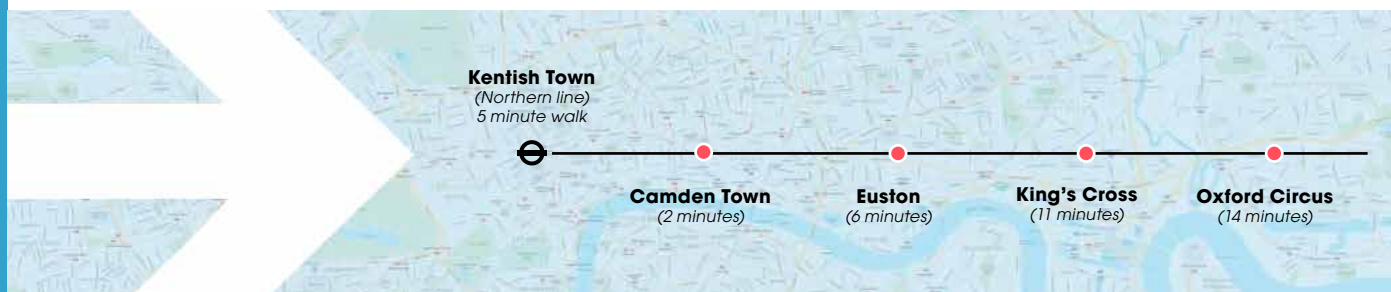 Kentish Town
(Northern line)
5 minute walk
Camden Town
(2 minutes)
Euston
(6 minutes)
King's Cross
(11 minutes)
Oxford Circus
(14 minutes)